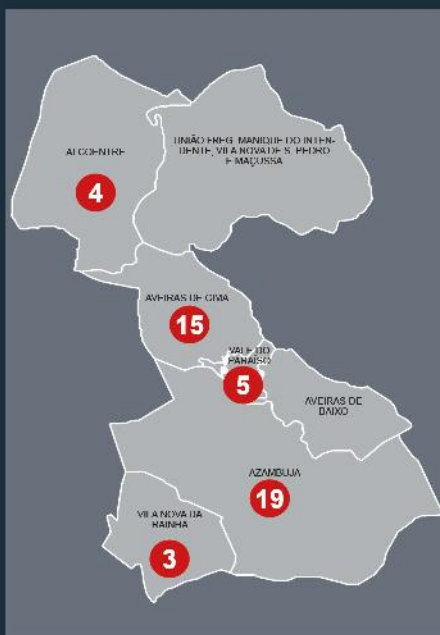 ALCOENTRE
4
UNIÃO FREG. MANIQUE DO INTEN-
DENTE, VILA NOVA DE S. PEDRO
E MAÇUSSA
AVEIRAS DE CIMA
15
VALE DO
PARAÍSO
5
AVEIRAS DE
BAIXO
AZAMBUJA
19
VILA NOVA DA
RAINHA
3